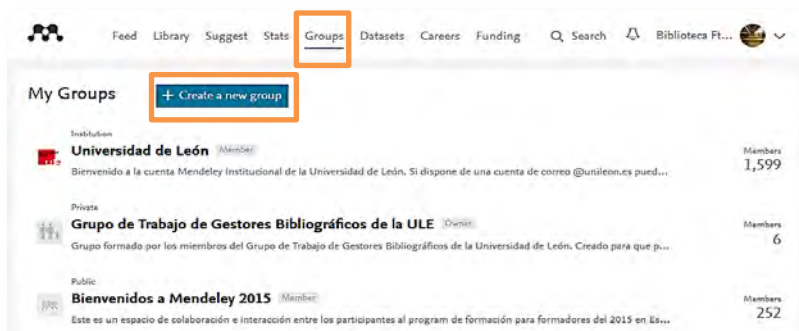 Feed Library Suggest Stats Groups Datasets Careers Funding Search Biblioteca Ft...
My Groups + Create a new group
Institution
Universidad de León Member Members
Bienvenido a la cuenta Mendeley Institucional de la Universidad de León. Si dispone de una cuenta de correo @unileon.es pued... 1,599
Private
Grupo de Trabajo de Gestores Bibliográficos de la ULE Owner Members
Grupo formado por los miembros del Grupo de Trabajo de Gestores Bibliográficos de la Universidad de León. Creado para que p... 6
Public
Bienvenidos a Mendeley 2015 Member Members
Este es un espacio de colaboración e interacción entre los participantes al program de formación para formadores del 2015 en Es... 252